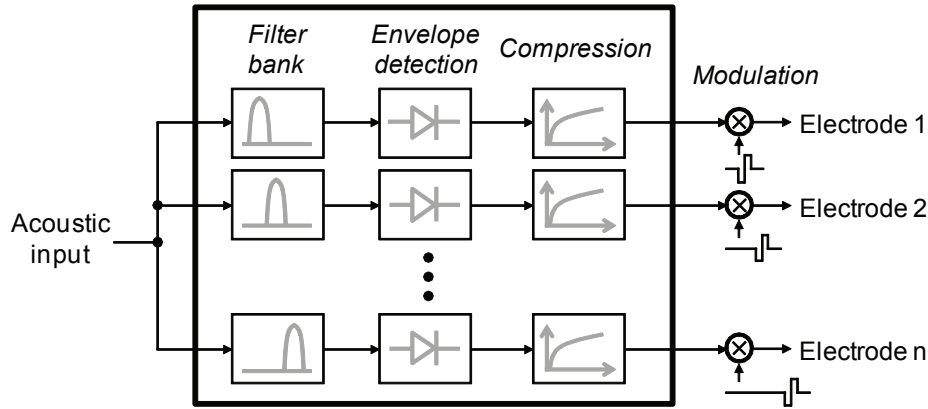 Filter
bank
Envelope
detection
Compression
Modulation
Electrode 1
Electrode 2
Acoustic
input
Electrode n